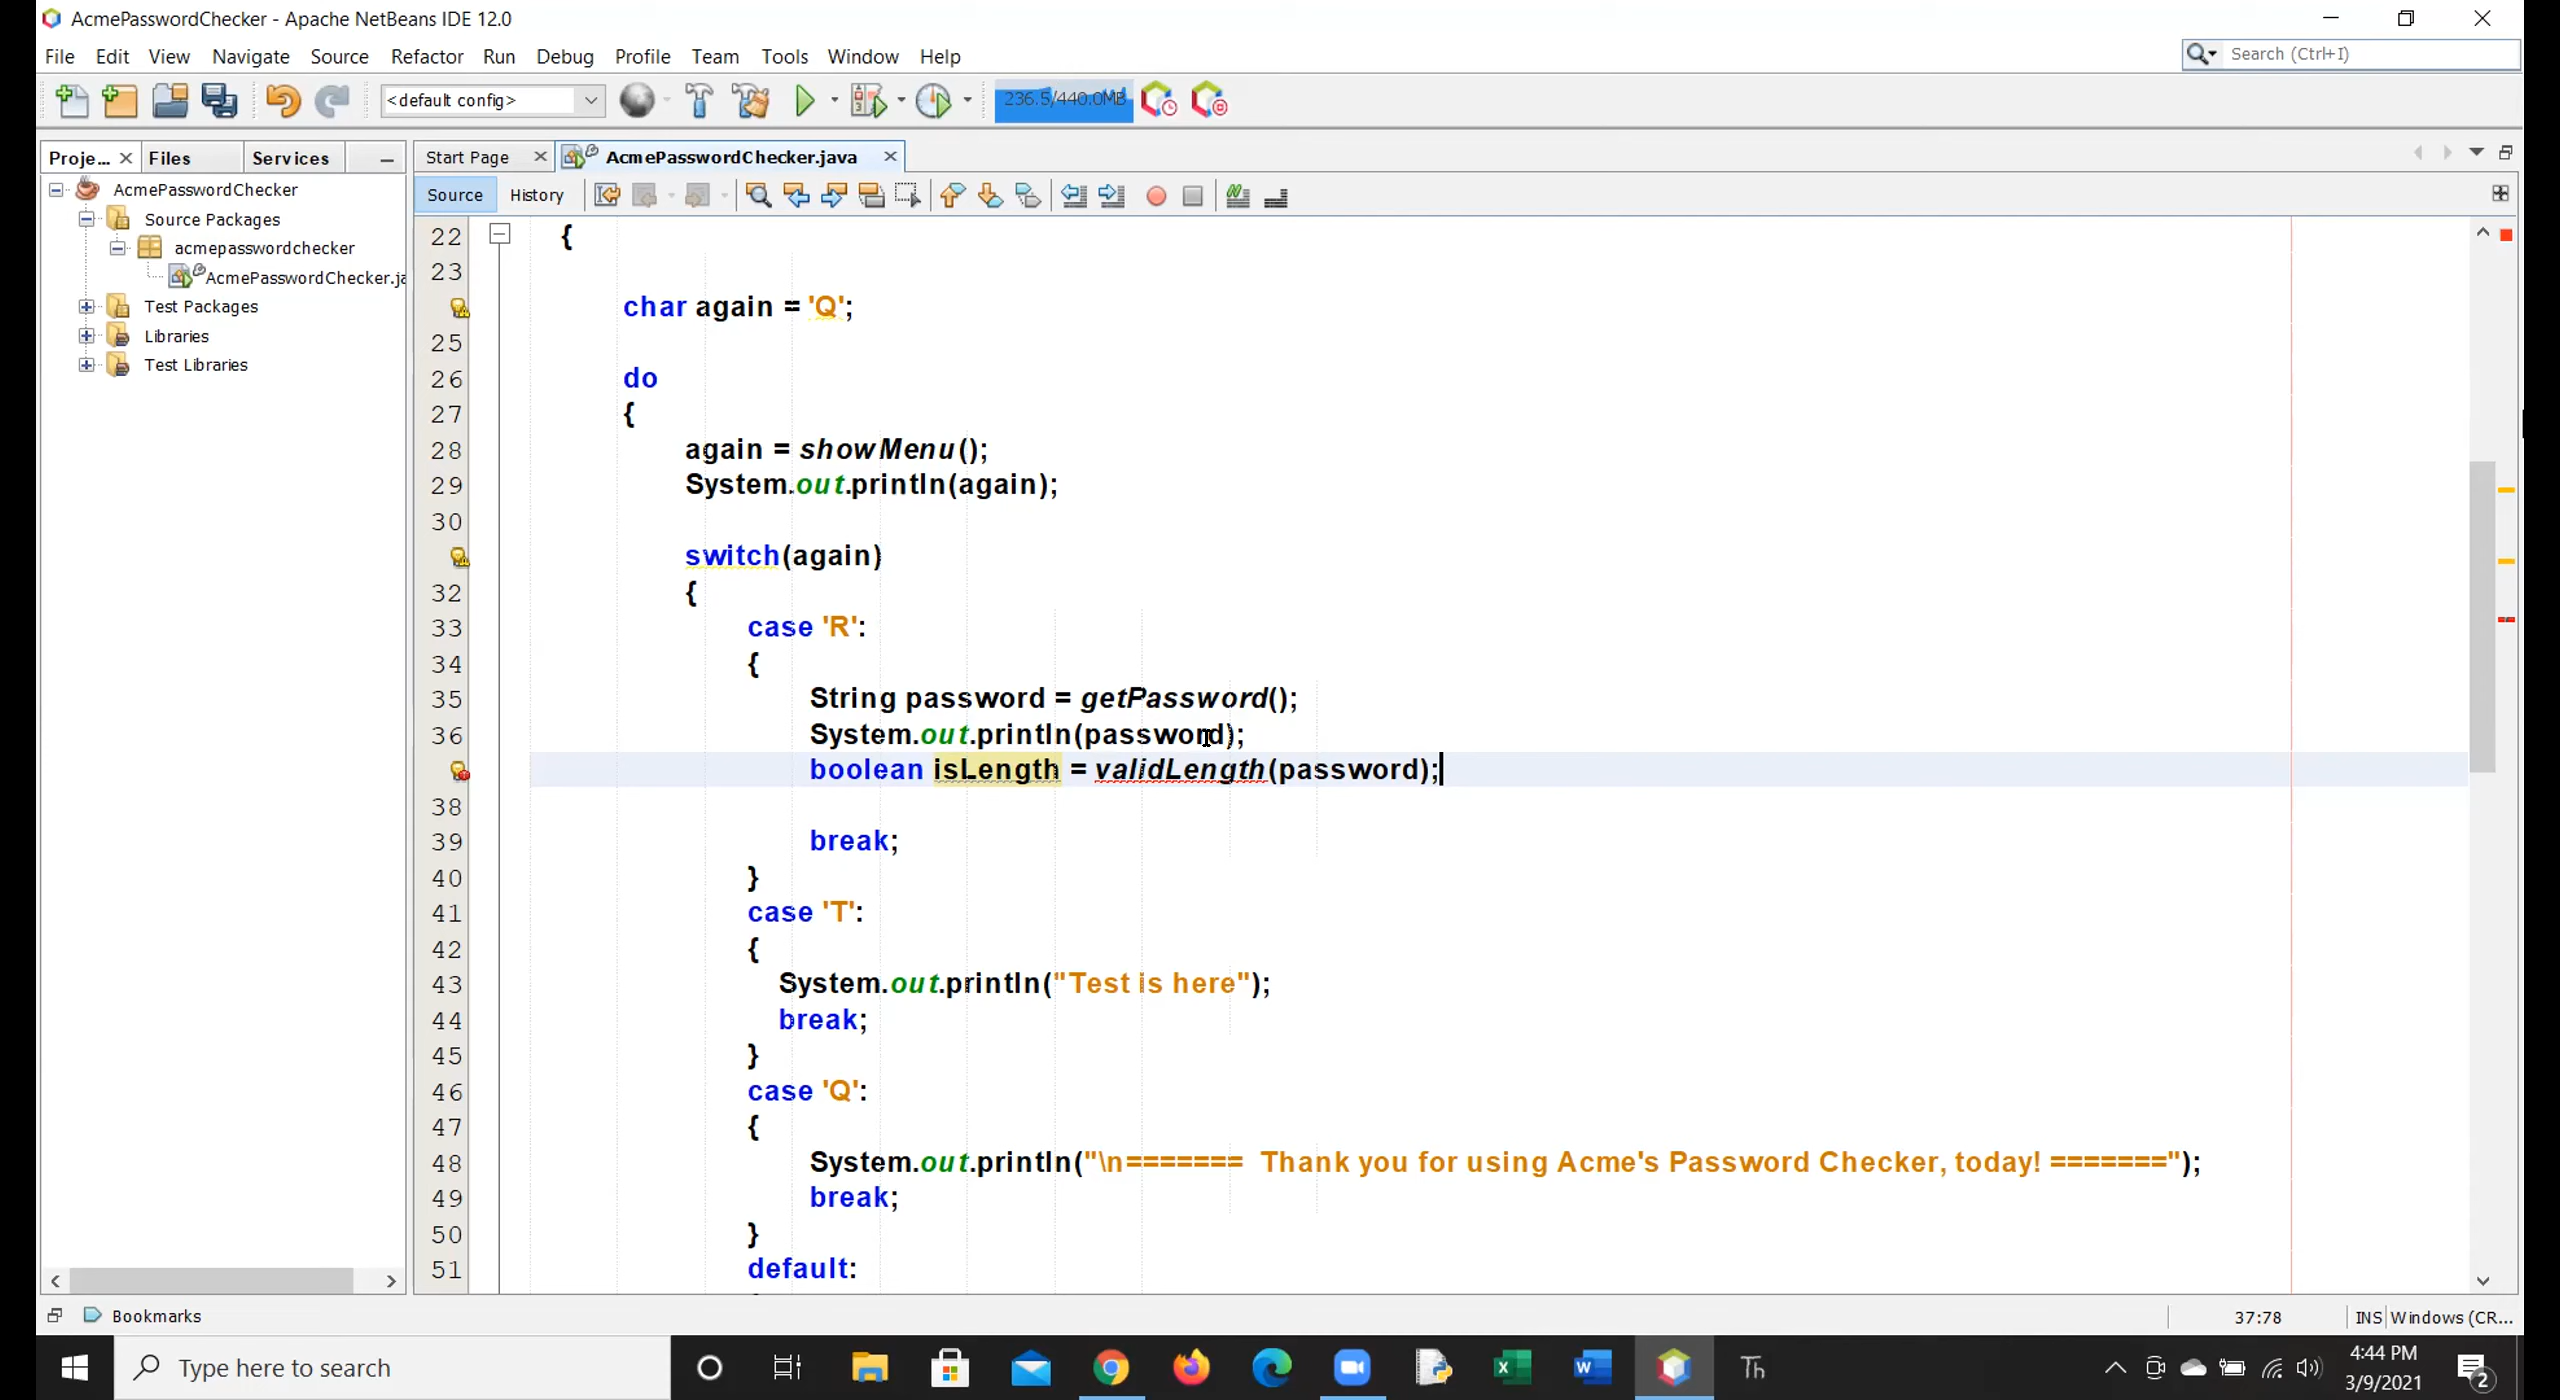 AcmePasswordChecker - Apache NetBeans IDE 12.0
File Edit View Navigate Source Refactor Run Debug Profile Team Tools Window Help
Search (Ctrl+I)
<default config>
236.5/440.0MB
Proje... Files Services
Start Page AcmePasswordChecker.java
Source History
AcmePasswordChecker
Source Packages
acmepasswordchecker
AcmePasswordChecker.ja
Test Packages
Libraries
Test Libraries
22 {
23
char again = 'Q';
25
26 do
27 {
28 again = showMenu();
29 System.out.println(again);
30
switch(again)
32 {
33 case 'R':
34 {
35 String password = getPassword();
36 System.out.println(password);
boolean isLength = validLength(password);
38
39 break;
40 }
41 case 'T':
42 {
43 System.out.println("Test is here");
44 break;
45 }
46 case 'Q':
47 {
48 System.out.println("\n======= Thank you for using Acme's Password Checker, today! =======");
49 break;
50 }
51 default:
Bookmarks
37:78 INS Windows (CR...
Type here to search
Th
4:44 PM
3/9/2021
2